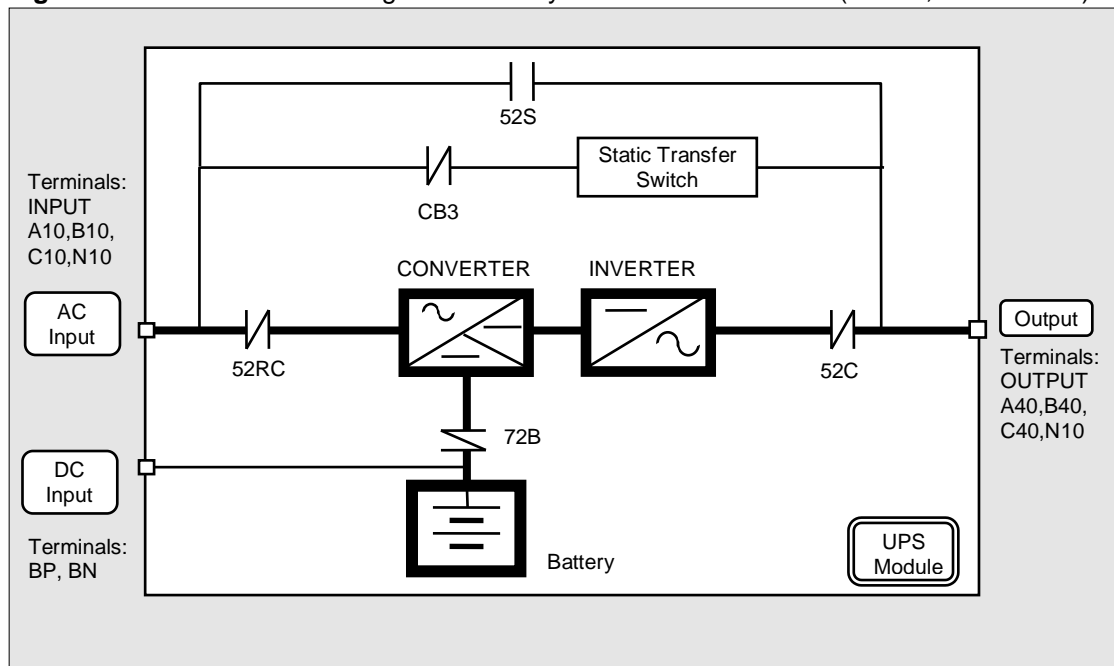 52S
Static Transfer
Switch
CB3
Terminals:
INPUT
A10,B10,
C10,N10
CONVERTER
INVERTER
AC
Input
52RC
52C
Output
Terminals:
OUTPUT
A40,B40,
C40,N10
72B
DC
Input
Terminals:
BP, BN
Battery
UPS
Module